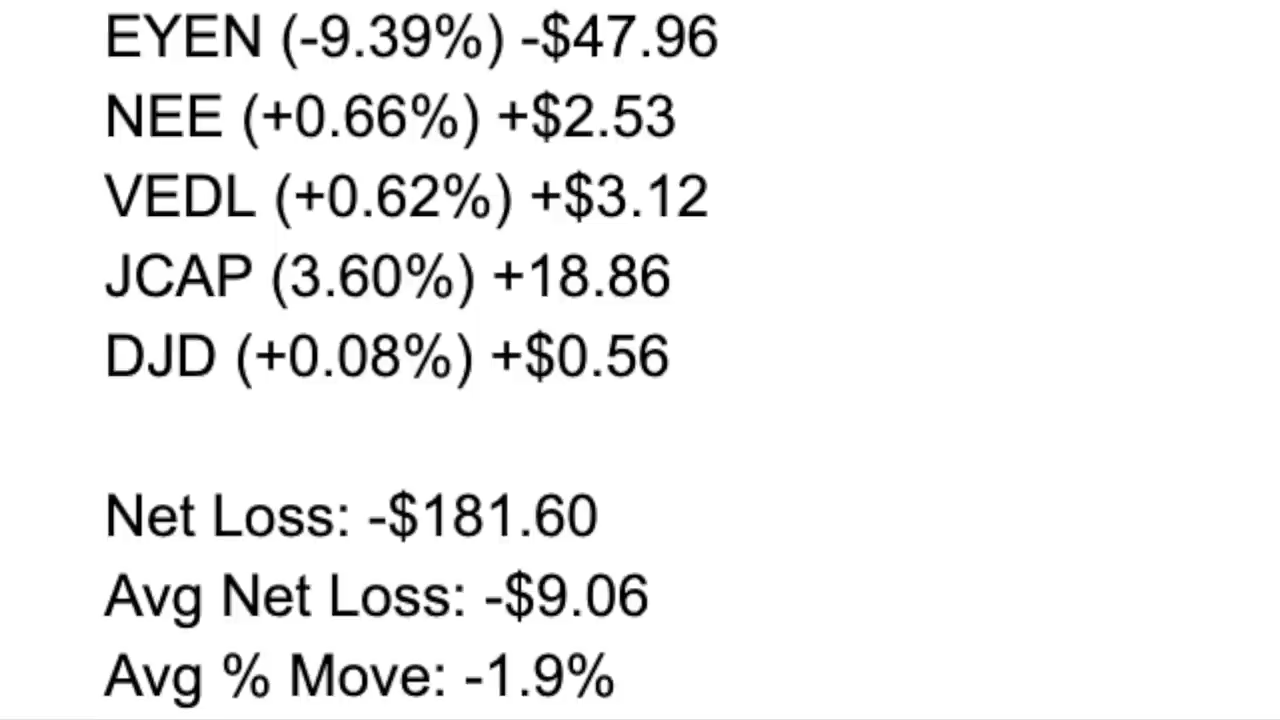 EYEN (-9.39%) -$47.96
NEE (+0.66%) +$2.53
VEDL (+0.62%) +$3.12
JCAP (3.60%) +18.86
DJD (+0.08%) +$0.56
Net Loss: -$181.60
Avg Net Loss: -$9.06
Avg % Move: -1.9%